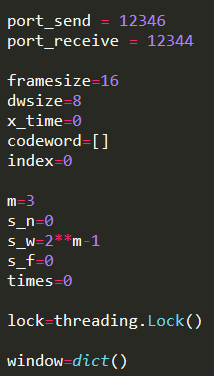 port_send = 12346
port_receive = 12344
framesize=16
dwsize=8
x_time=0
codeword=[]
index=0
m=3
s_n=0
s_w=2**m-1
s_f=0
times=0
lock=threading.Lock()
window=dict()